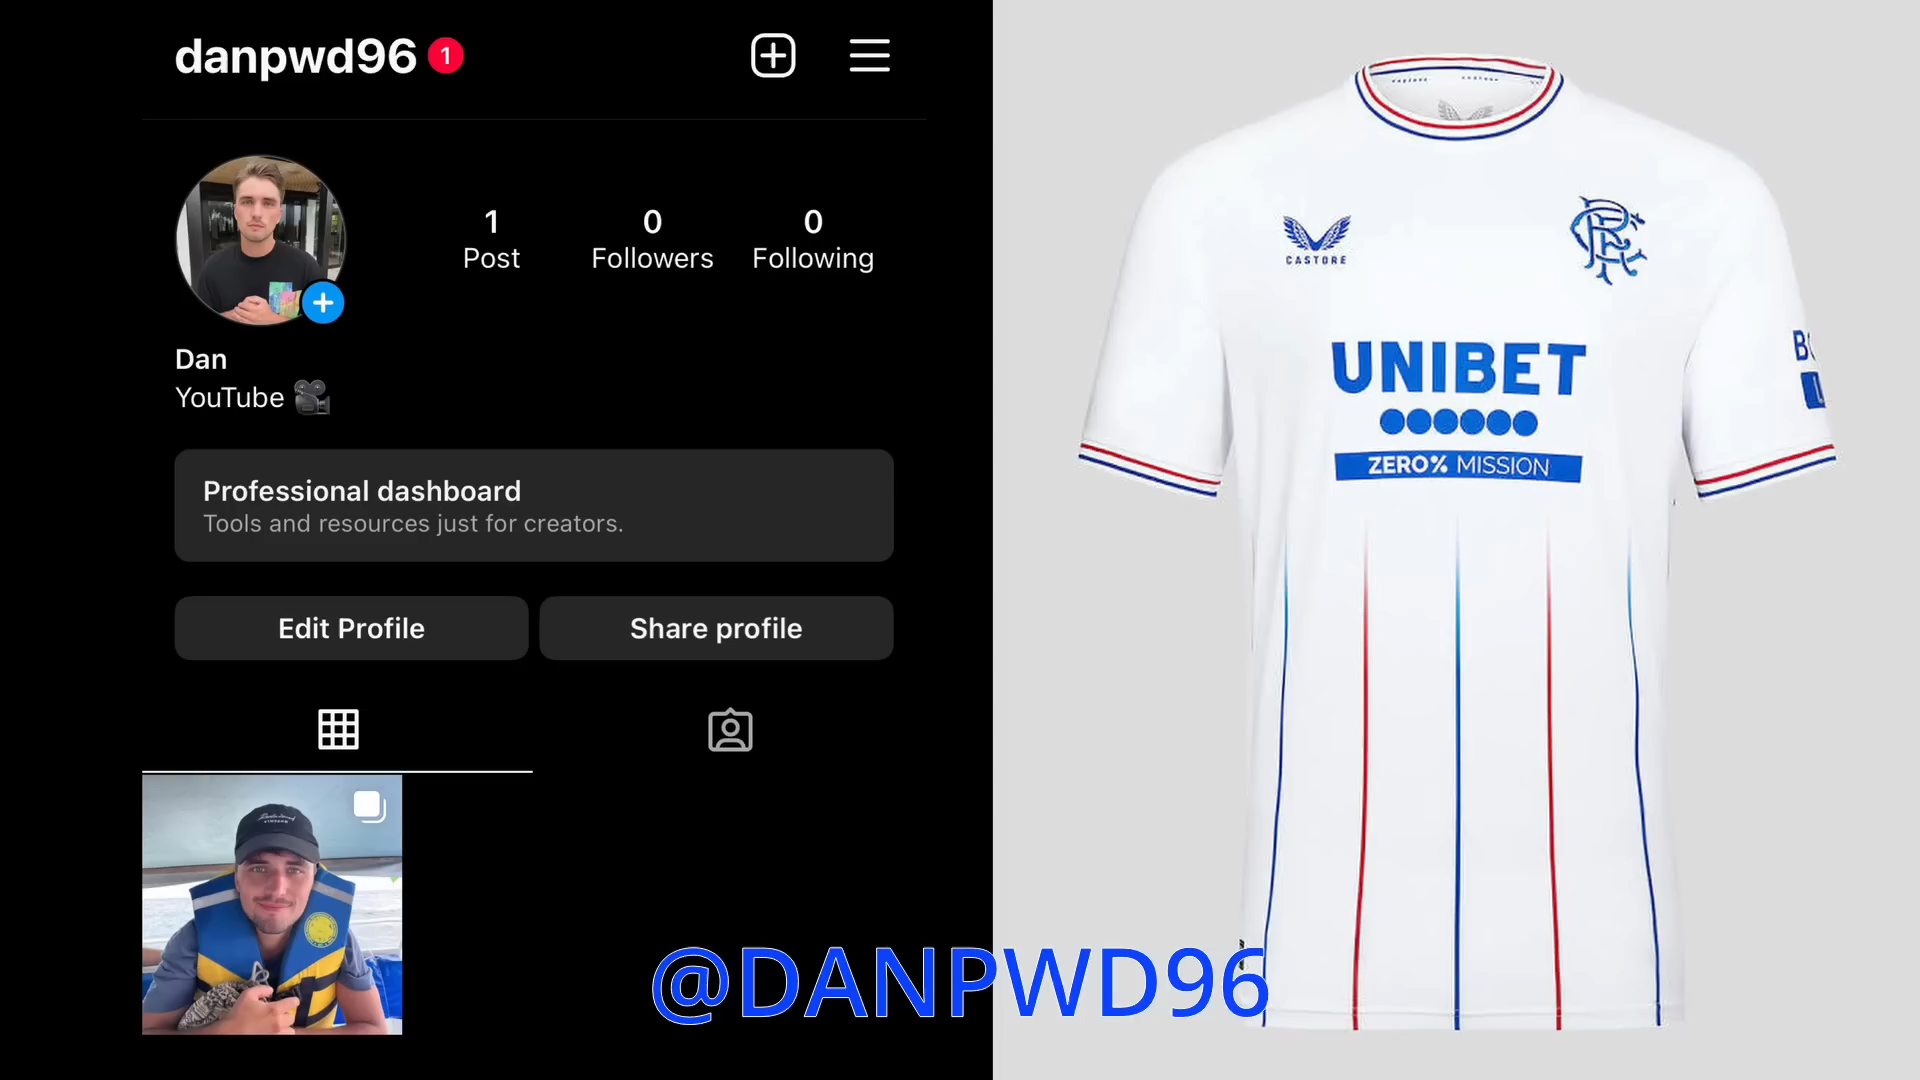 danpwd96 1
1 0 0
Post Followers Following
Dan
YouTube
Professional dashboard
Tools and resources just for creators.
Edit Profile Share profile
CASTORE
UNIBET
ZERO% MISSION
@DANPWD96